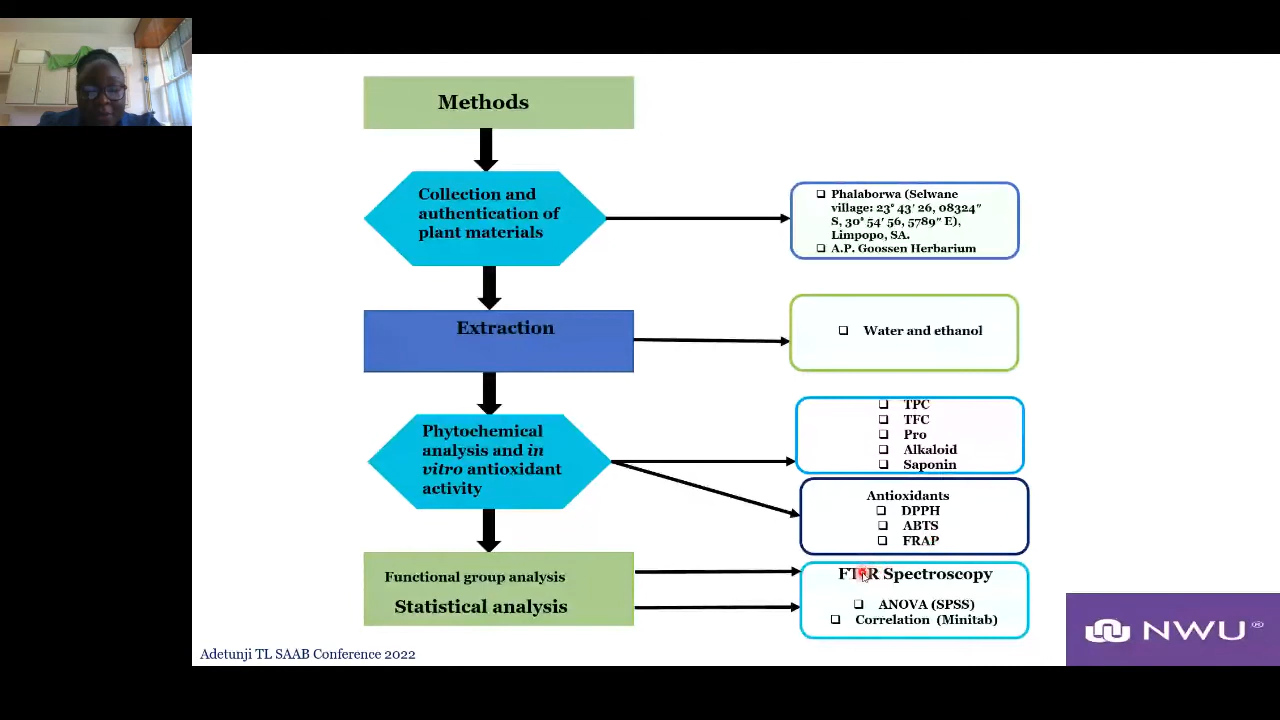 Methods
Collection and
authentication of
plant materials
❑ Phalaborwa (Selwane
village: 23° 43′ 26, 08324″
S, 30° 54′ 56, 5789″ E),
Limpopo, SA.
❑ A.P. Goossen Herbarium
Extraction
❑ Water and ethanol
Phytochemical
analysis and in
vitro antioxidant
activity
❑ TPC
❑ TFC
❑ Pro
❑ Alkaloid
❑ Saponin
Antioxidants
❑ DPPH
❑ ABTS
❑ FRAP
Functional group analysis
Statistical analysis
FTIR Spectroscopy
❑ ANOVA (SPSS)
❑ Correlation (Minitab)
NWU®
Adetunji TL SAAB Conference 2022